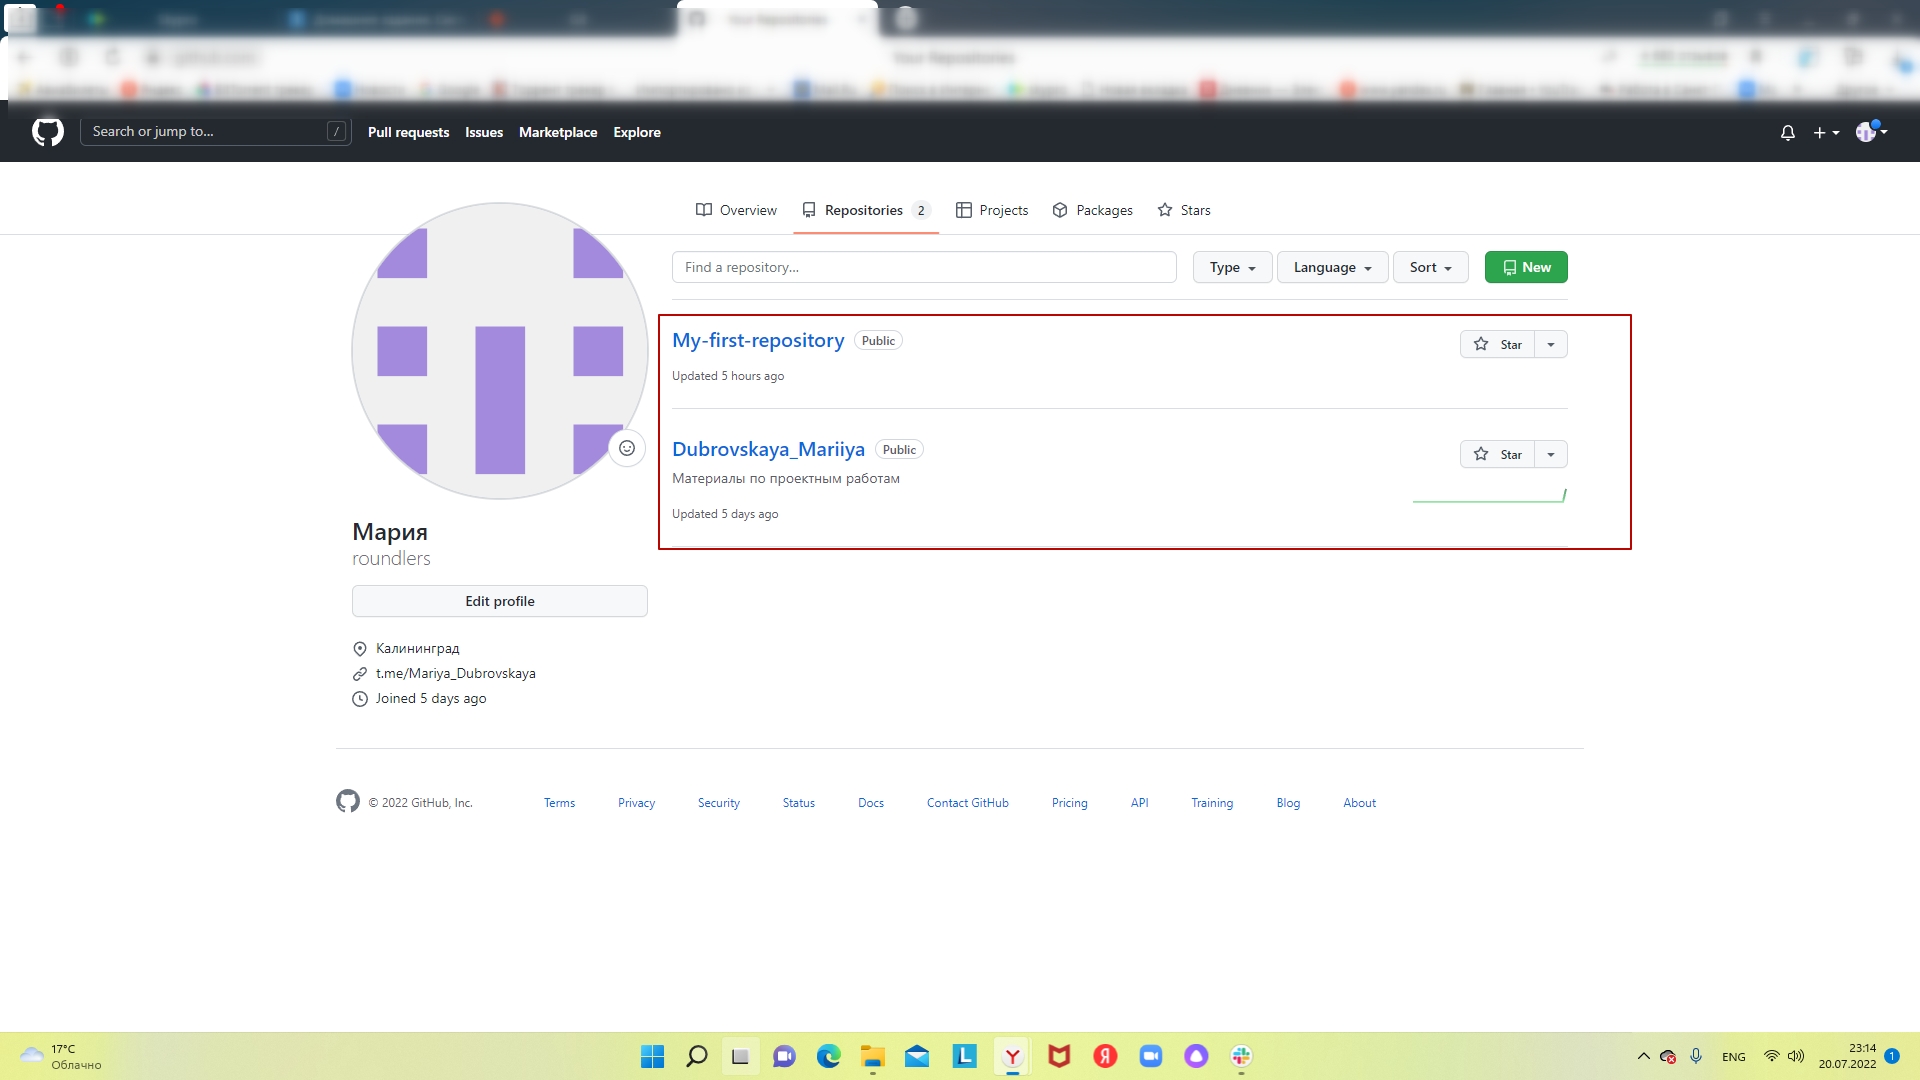 Search or jump to...
/
Pull requests
Issues
Marketplace
Explore
Overview
Repositories 2
Projects
Packages
Stars
Find a repository...
Type
Language
Sort
New
My-first-repository Public
Star
Updated 5 hours ago
Dubrovskaya_Mariiya Public
Star
Материалы по проектным работам
Updated 5 days ago
Мария
roundlers
Edit profile
Калининград
t.me/Mariya_Dubrovskaya
Joined 5 days ago
© 2022 GitHub, Inc.
Terms
Privacy
Security
Status
Docs
Contact GitHub
Pricing
API
Training
Blog
About
17°C
Облачно
ENG
23:14
20.07.2022
1